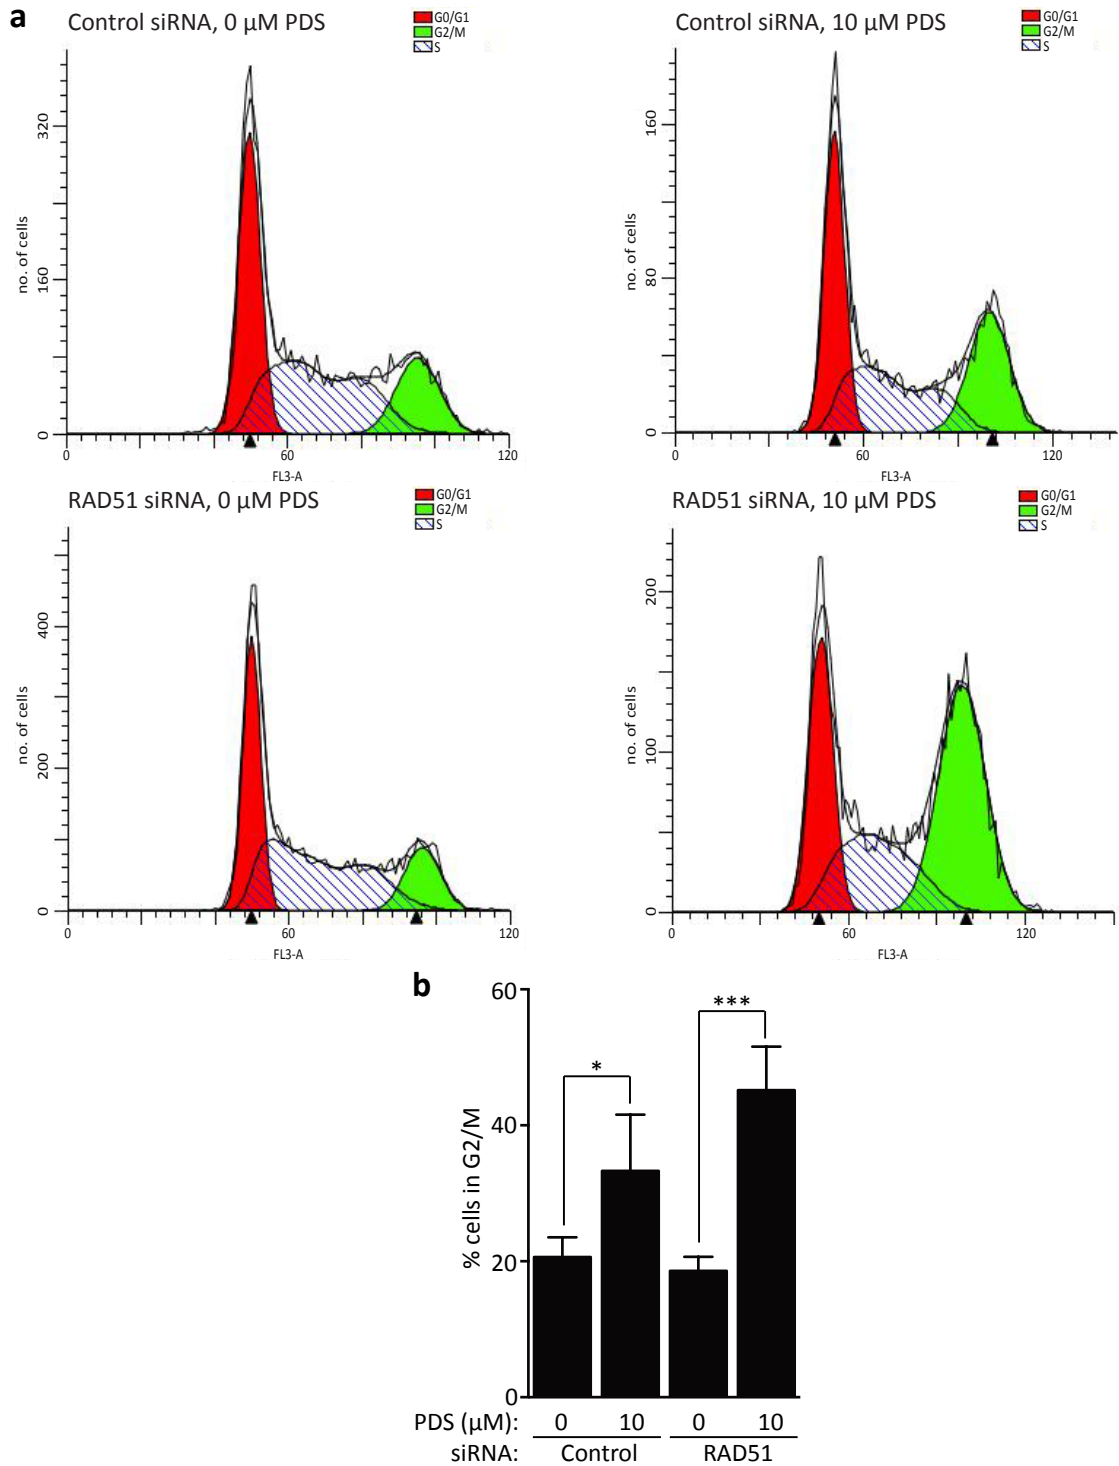 a
Control siRNA, 0 µM PDS
G0/G1
G2/M
S
no. of cells
320
160
0
0 60 120
FL3-A
Control siRNA, 10 µM PDS
G0/G1
G2/M
S
no. of cells
160
80
0
0 60 120
FL3-A
RAD51 siRNA, 0 µM PDS
G0/G1
G2/M
S
no. of cells
400
200
0
0 60 120
FL3-A
RAD51 siRNA, 10 µM PDS
G0/G1
G2/M
S
no. of cells
200
100
0
0 60 120
FL3-A
b
% cells in G2/M
60
40
20
0
*
***
PDS (µM): 0 10 0 10
siRNA: Control RAD51